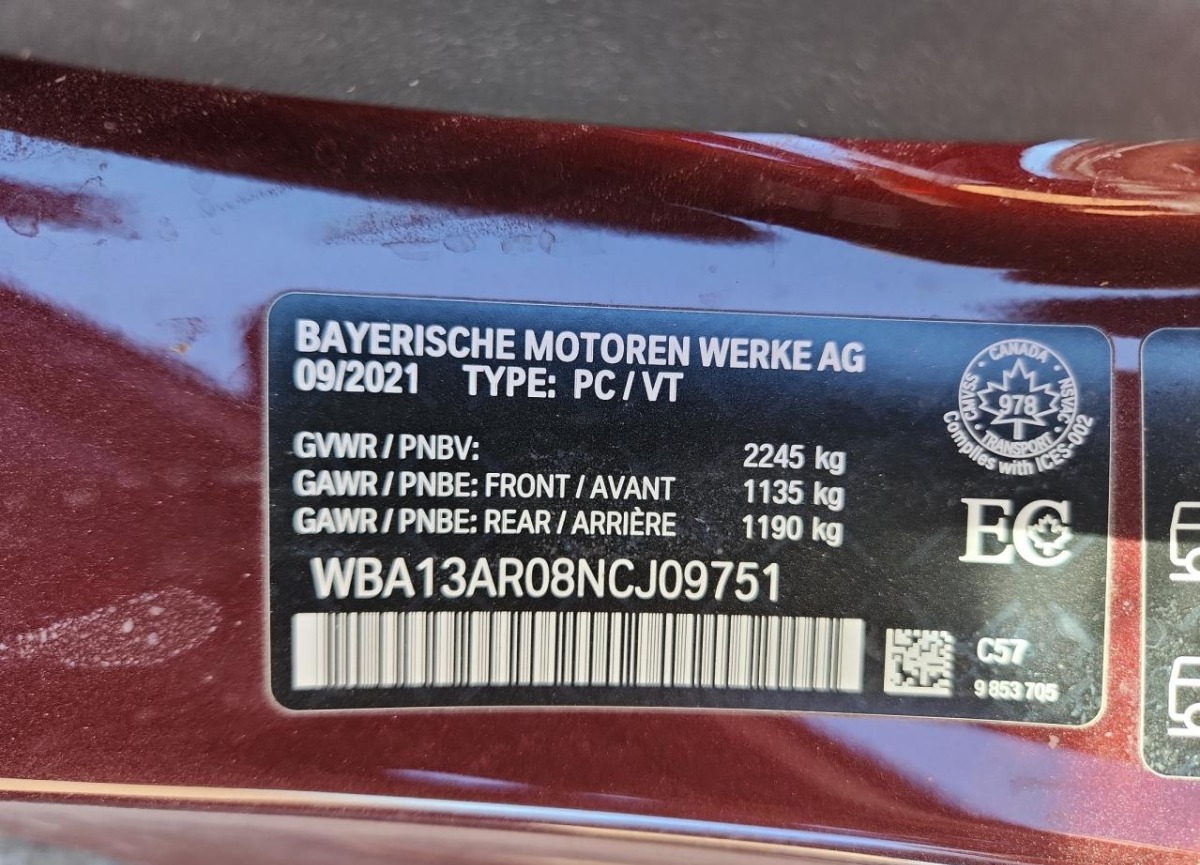 BAYERISCHE MOTOREN WERKE AG
09/2021 TYPE: PC / VT
GVWR / PNBV: 2245 kg
GAWR / PNBE: FRONT / AVANT 1135 kg
GAWR / PNBE: REAR / ARRIÈRE 1190 kg
WBA13AR08NCJ09751
CANADA
CMVSS
978
NSVAC
TRANSPORT
Complies with ICES-002
EC
C57
9 853 705